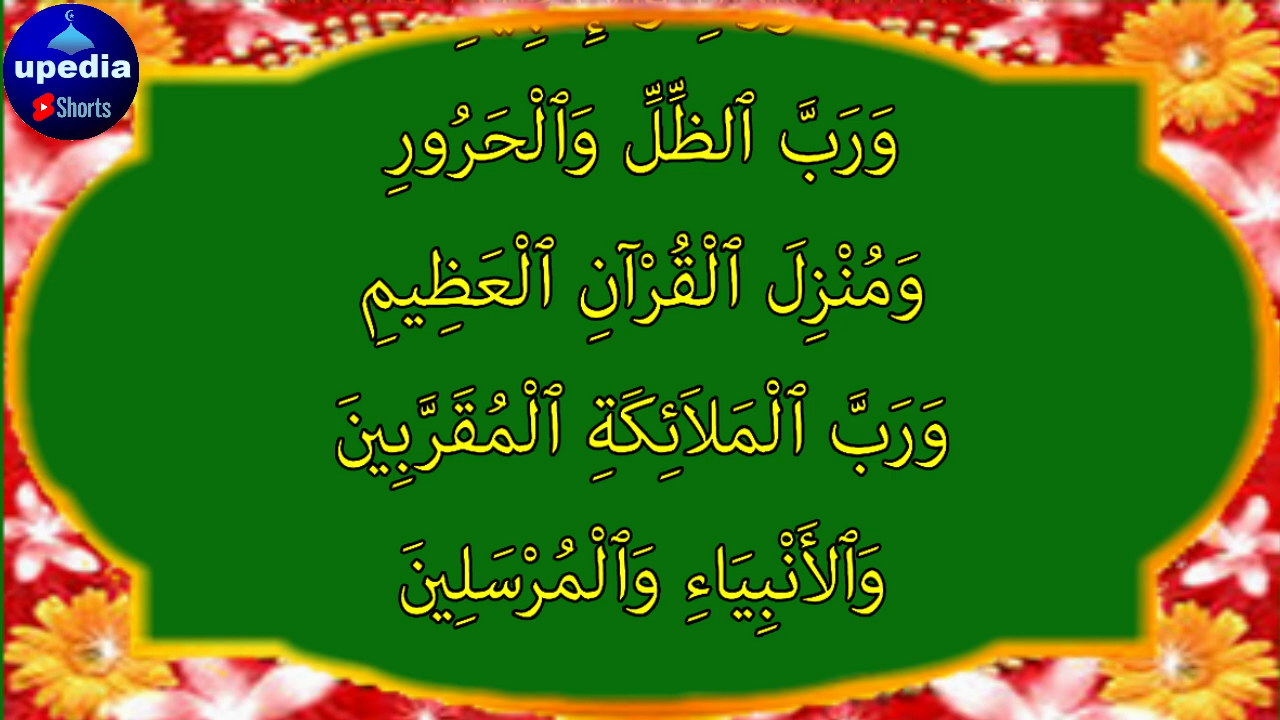 upedia
Shorts
وَرَبَّ ٱلظِّلِّ وَٱلْحَرُورِ
وَمُنْزِلَ ٱلْقُرْآنِ ٱلْعَظِيمِ
وَرَبَّ ٱلْمَلاَئِكَةِ ٱلْمُقَرَّبِينَ
وَٱلأَنْبِيَاءِ وَٱلْمُرْسَلِينَ